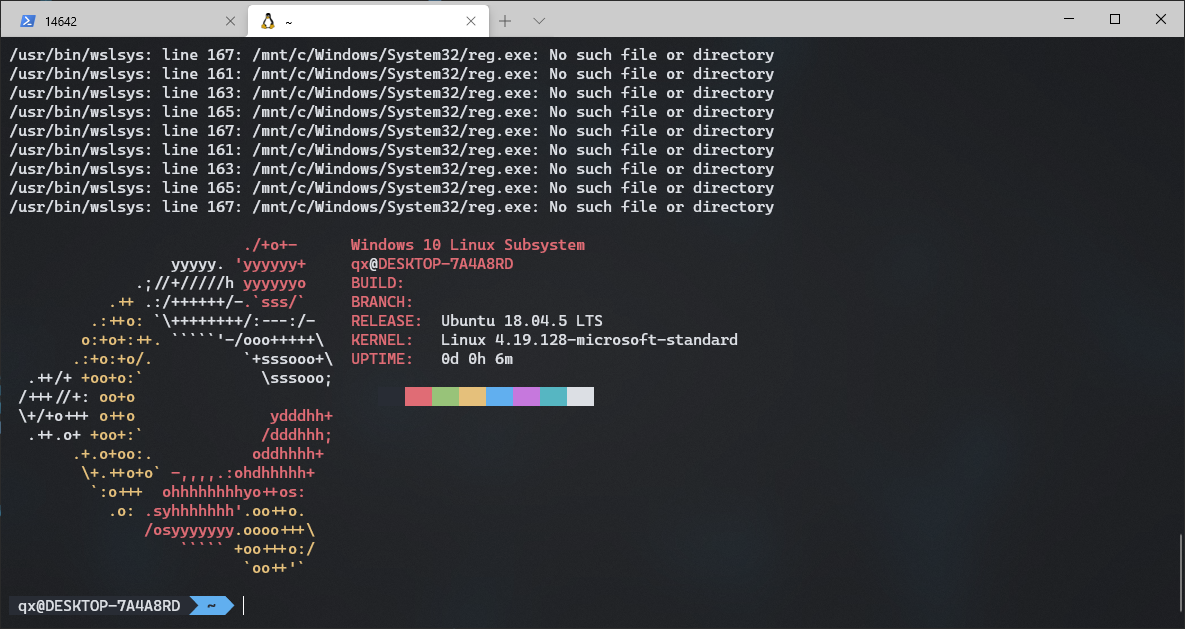 14642
~
/usr/bin/wslsys: line 167: /mnt/c/Windows/System32/reg.exe: No such file or directory
/usr/bin/wslsys: line 161: /mnt/c/Windows/System32/reg.exe: No such file or directory
/usr/bin/wslsys: line 163: /mnt/c/Windows/System32/reg.exe: No such file or directory
/usr/bin/wslsys: line 165: /mnt/c/Windows/System32/reg.exe: No such file or directory
/usr/bin/wslsys: line 167: /mnt/c/Windows/System32/reg.exe: No such file or directory
/usr/bin/wslsys: line 161: /mnt/c/Windows/System32/reg.exe: No such file or directory
/usr/bin/wslsys: line 163: /mnt/c/Windows/System32/reg.exe: No such file or directory
/usr/bin/wslsys: line 165: /mnt/c/Windows/System32/reg.exe: No such file or directory
/usr/bin/wslsys: line 167: /mnt/c/Windows/System32/reg.exe: No such file or directory
                          ./+o+-      Windows 10 Linux Subsystem
                  yyyyy. 'yyyyyy+     qx@DESKTOP-7A4A8RD
              .;//+/////h yyyyyyo     BUILD:
           .++ .:/++++++/-.`sss/`     BRANCH:
         .:++o: `\++++++++/:---:/-    RELEASE:  Ubuntu 18.04.5 LTS
        o:+o+:++. `````'-/ooo+++++\   KERNEL:   Linux 4.19.128-microsoft-standard
       .:+o:+o/.          `+sssooo+\  UPTIME:   0d 0h 6m
  .++/+ +oo+o:`             \sssooo;
 /+++//+: oo+o
 \+/+o+++ o++o               ydddhh+
  .++.o+ +oo+:`             /dddhhh;
       .+.o+oo:.           oddhhhh+
        \+.++o+o` -,,,,.:ohdhhhhh+
         `:o+++  ohhhhhhhhyo++os:
           .o: .syhhhhhhh'.oo++o.
               /osyyyyyyy.oooo+++\
                   ````` +oo+++o:/
                          `oo++'`
qx@DESKTOP-7A4A8RD ~